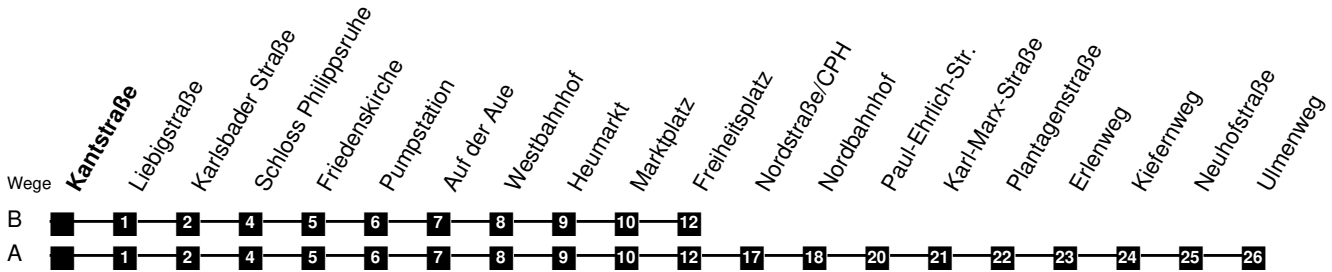 Wege Kantstraße Liebigstraße Karlsbader Straße Schloss Philippsruhe Friedenskirche Pumpstation Auf der Aue Westbahnhof Heumarkt Marktplatz Freiheitsplatz Nordstraße/CPH Nordbahnhof Paul-Ehrlich-Str. Karl-Marx-Straße Plantagenstraße Erlenweg Kiefernweg Neuhofstraße Ulmenweg
B 1 2 4 5 6 7 8 9 10 12
A 1 2 4 5 6 7 8 9 10 12 17 18 20 21 22 23 24 25 26